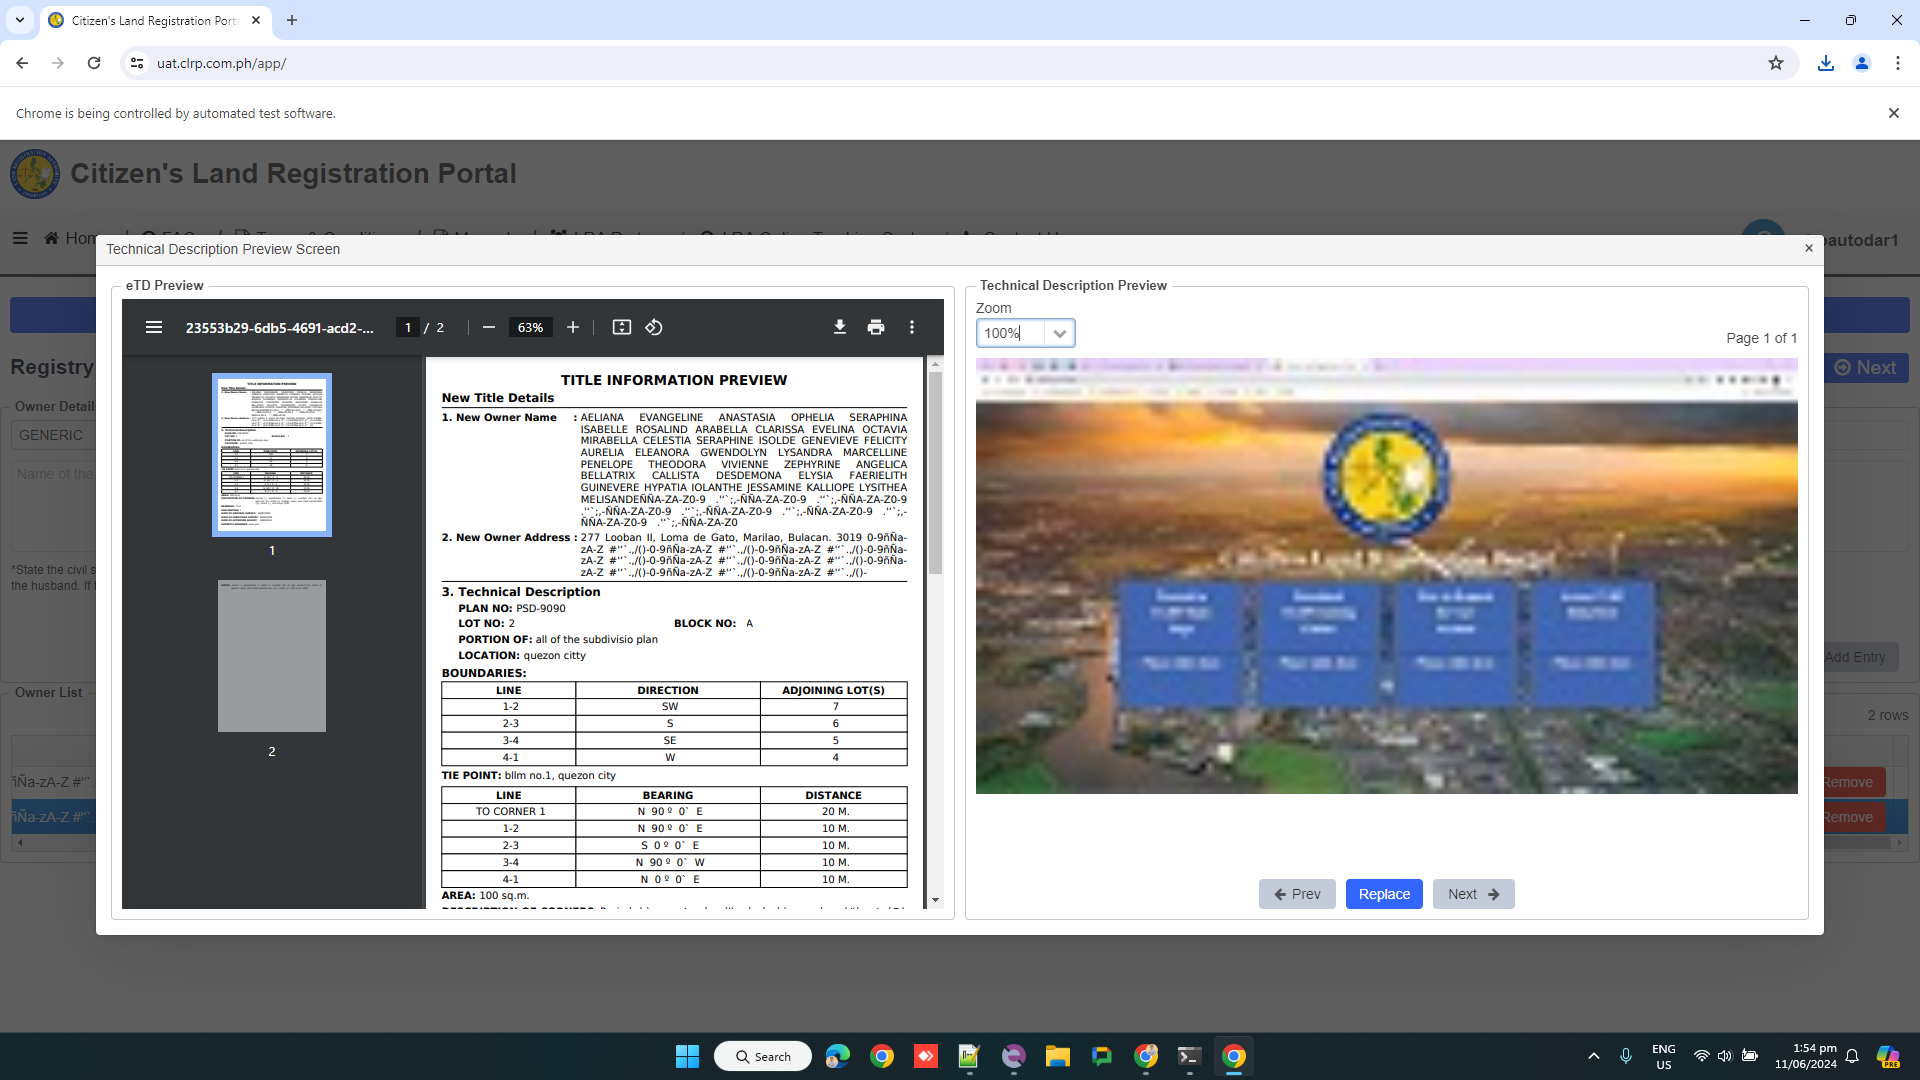 Citizen's Land Registration Porta
uat.clrp.com.ph/app/
Chrome is being controlled by automated test software.
Citizen's Land Registration Portal
Technical Description Preview Screen
eTD Preview
23553b29-6db5-4691-acd2-...
1 / 2
63%
1
2
TITLE INFORMATION PREVIEW
New Title Details
1. New Owner Name : AELIANA EVANGELINE ANASTASIA OPHELIA SERAPHINA
ISABELLE ROSALIND ARABELLA CLARISSA EVELINA OCTAVIA
MIRABELLA CELESTIA SERAPHINE ISOLDE GENEVIEVE FELICITY
AURELIA ELEANORA GWENDOLYN LYSANDRA MARCELLINE
PENELOPE THEODORA VIVIENNE ZEPHYRINE ANGELICA
BELLATRIX CALLISTA DESDEMONA ELYSIA FAERIELITH
GUINEVERE HYPATIA IOLANTHE JESSAMINE KALLIOPE LYSITHEA
MELISANDEÑÑA-ZA-Z0-9 .'"`;,-ÑÑA-ZA-Z0-9 .'"`;,-ÑÑA-ZA-Z0-9
.'"`;,-ÑÑA-ZA-Z0-9 .'"`;,-ÑÑA-ZA-Z0-9 .'"`;,-ÑÑA-ZA-Z0-9 .'"`;,-
ÑÑA-ZA-Z0-9 .'"`;,-ÑÑA-ZA-Z0
2. New Owner Address : 277 Looban II, Loma de Gato, Marilao, Bulacan. 3019 0-9ñÑa-
zA-Z #'"`.,/()-0-9ñÑa-zA-Z #'"`.,/()-0-9ñÑa-zA-Z #'"`.,/()-0-9ñÑa-
zA-Z #'"`.,/()-0-9ñÑa-zA-Z #'"`.,/()-0-9ñÑa-zA-Z #'"`.,/()-0-9ñÑa-
zA-Z #'"`.,/()-0-9ñÑa-zA-Z #'"`.,/()-0-9ñÑa-zA-Z #'"`.,/()-
3. Technical Description
PLAN NO: PSD-9090
LOT NO: 2 BLOCK NO: A
PORTION OF: all of the subdivisio plan
LOCATION: quezon citty
BOUNDARIES:
LINE DIRECTION ADJOINING LOT(S)
1-2 SW 7
2-3 S 6
3-4 SE 5
4-1 W 4
TIE POINT: bllm no.1, quezon city
LINE BEARING DISTANCE
TO CORNER 1 N 90 º 0` E 20 M.
1-2 N 90 º 0` E 10 M.
2-3 S 0 º 0` E 10 M.
3-4 N 90 º 0` W 10 M.
4-1 N 0 º 0` E 10 M.
AREA: 100 sq.m.
Technical Description Preview
Zoom
100%
Page 1 of 1
Prev Replace Next
Registry
Owner Details
GENERIC
Name of the
*State the civil s
the husband. If
Owner List
ñÑa-zA-Z #'"`.
ñÑa-zA-Z #'"`.
autodar1
Next
Add Entry
2 rows
Remove
Remove
Search
ENG
US
1:54 pm
11/06/2024